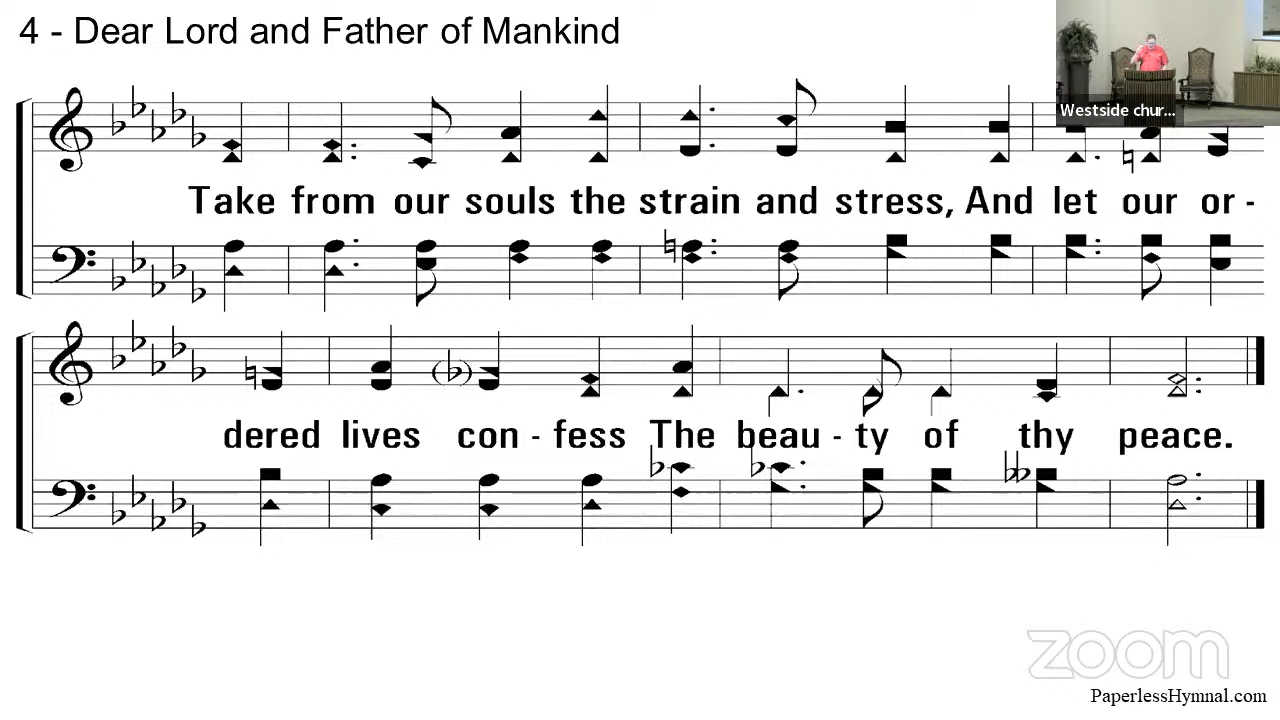 4 - Dear Lord and Father of Mankind
Westside chur...
Take from our souls the strain and stress, And let our or-
dered lives con - fess The beau - ty of thy peace.
zoom
PaperlessHymnal.com